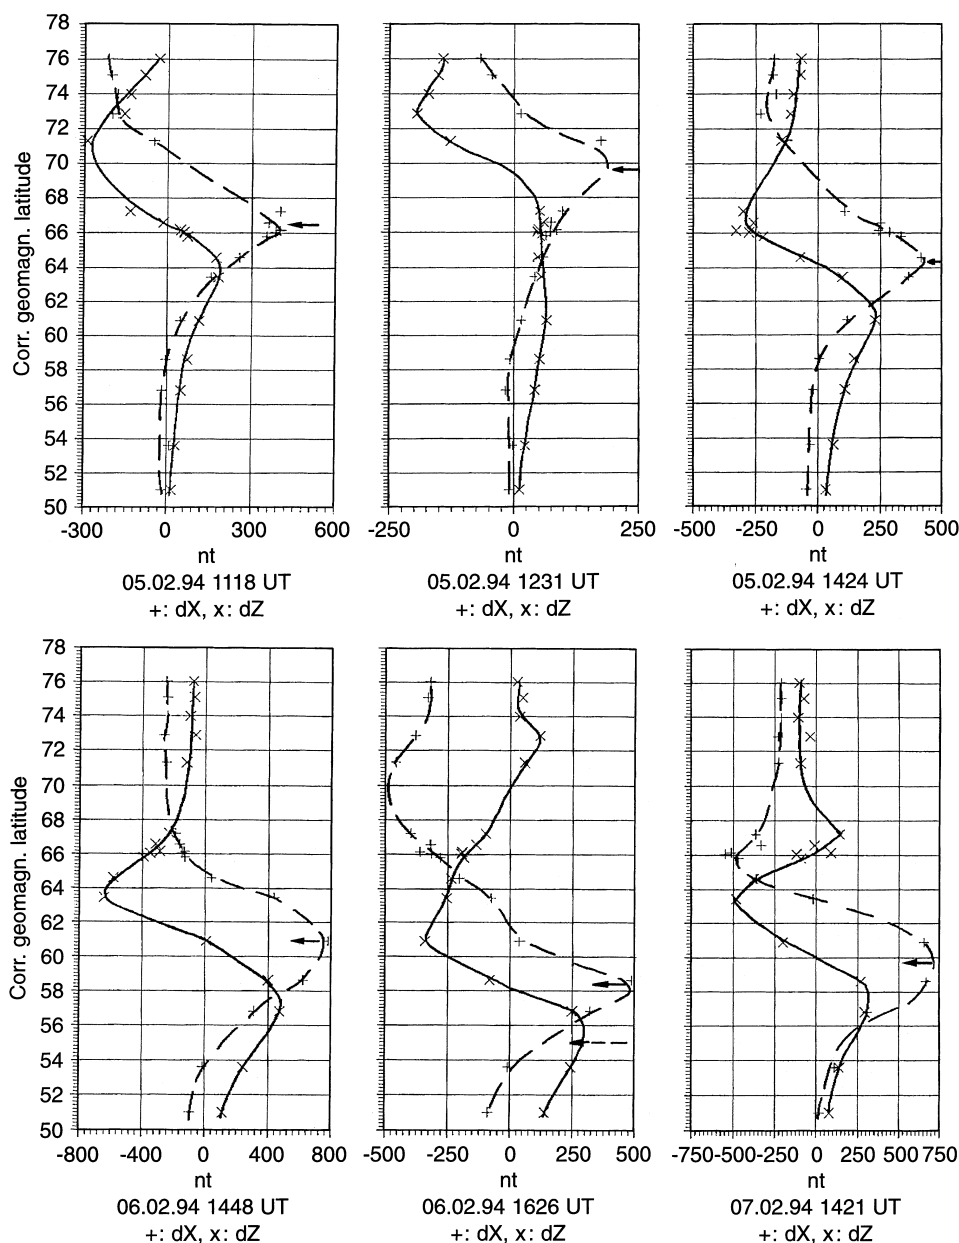 78
76
74
72
70
68
66
64
62
60
58
56
54
52
50
Corr. geomagn. latitude
-300 0 300 600
nt
05.02.94 1118 UT
+: dX, x: dZ
-250 0 250
nt
05.02.94 1231 UT
+: dX, x: dZ
-500 -250 0 250 500
nt
05.02.94 1424 UT
+: dX, x: dZ
78
76
74
72
70
68
66
64
62
60
58
56
54
52
50
Corr. geomagn. latitude
-800 -400 0 400 800
nt
06.02.94 1448 UT
+: dX, x: dZ
-500 -250 0 250 500
nt
06.02.94 1626 UT
+: dX, x: dZ
-750-500-250 0 250 500 750
nt
07.02.94 1421 UT
+: dX, x: dZ